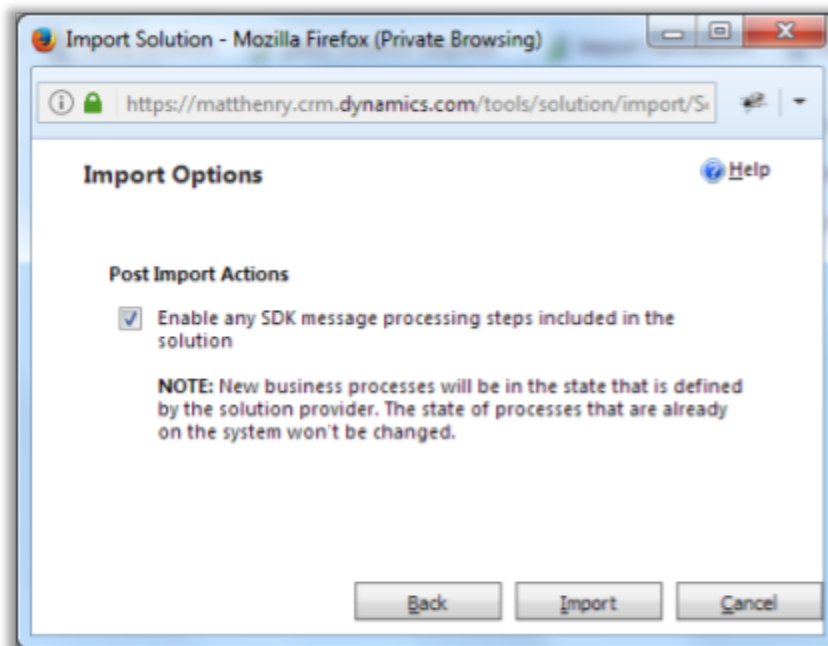 Import Solution - Mozilla Firefox (Private Browsing)
https://matthenry.crm.dynamics.com/tools/solution/import/S
Import Options
Help
Post Import Actions
Enable any SDK message processing steps included in the
solution
NOTE: New business processes will be in the state that is defined
by the solution provider. The state of processes that are already
on the system won't be changed.
Back
Import
Cancel